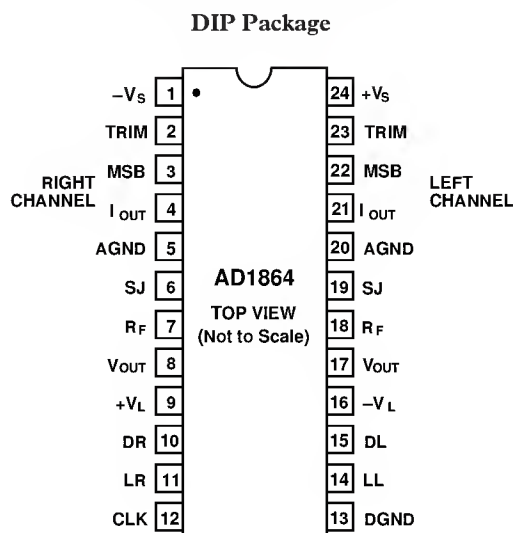 DIP Package
–VS 1 24 +VS
TRIM 2 23 TRIM
MSB 3 22 MSB
RIGHT CHANNEL
LEFT CHANNEL
IOUT 4 21 IOUT
AGND 5 20 AGND
SJ 6 19 SJ
AD1864
TOP VIEW
(Not to Scale)
RF 7 18 RF
VOUT 8 17 VOUT
+VL 9 16 –VL
DR 10 15 DL
LR 11 14 LL
CLK 12 13 DGND